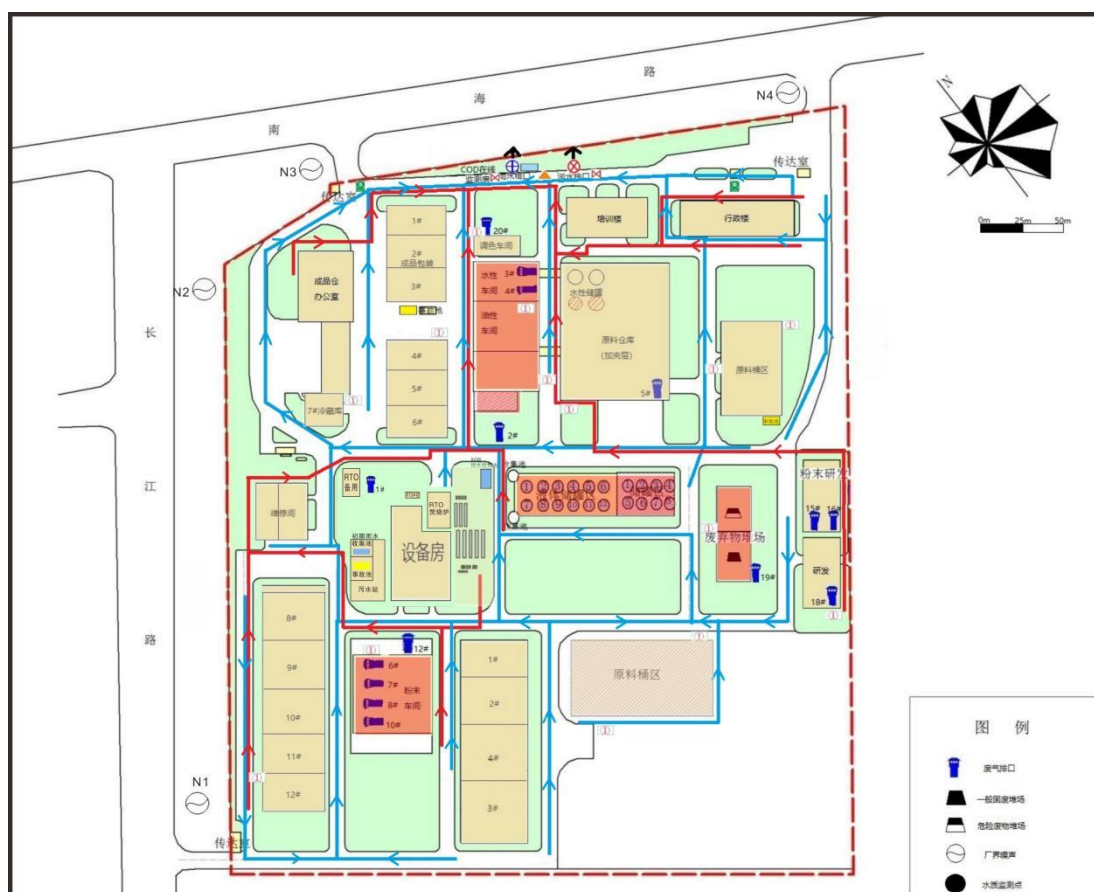 路
海
南
N4
N3
N2
N
0m 25m 50m
传达室
COD在线
监测房
雨水排口
污水排口
传达室
1#
20#
调色车间
培训楼
行政楼
2#
成品包装
3#
成品仓
办公室
水性
车间
3#
4#
水性储罐
油性
车间
原料仓库
(加夹层)
5#
原料桶区
长
江
路
4#
5#
6#
7#冷藏库
2#
RTO
备用
1#
RTO
焚烧炉
维修间
设备房
初期雨水
收集池
事故池
污水站
粉末研发
15#
16#
废弃物堆场
19#
研发
18#
8#
9#
10#
11#
12#
12#
6#
7#
8#
10#
粉末
车间
1#
2#
4#
3#
原料桶区
N1
传达室
图 例
废气排口
一般固废堆场
危险废物堆场
厂界噪声
水质监测点